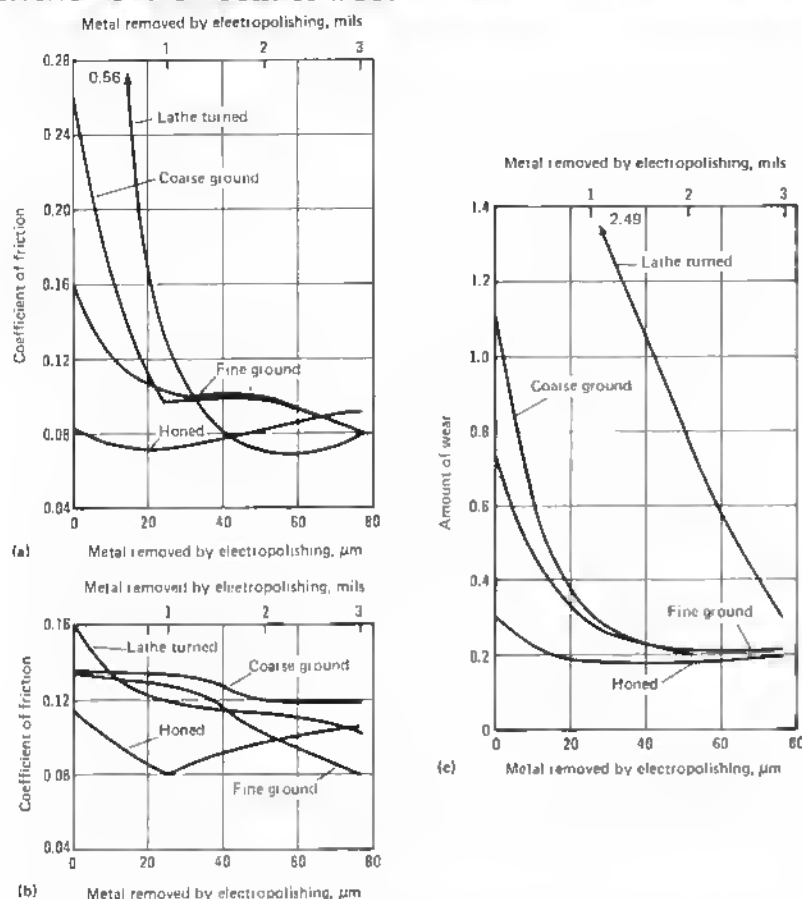 Metal removed by electropolishing, mils
1 2 3
0.28
0.56
Lathe turned
0.24
Coarse ground
0.20
0.16
Coefficient of friction
0.12
Fine ground
0.08
Honed
0.04
0 20 40 60 80
(a) Metal removed by electropolishing, μm
Metal removed by electropolishing, mils
1 2 3
0.16
Lathe turned
Coarse ground
0.12
Honed
Coefficient of friction
0.08
Fine ground
0.04
0 20 40 60 80
(b) Metal removed by electropolishing, μm
Metal removed by electropolishing, mils
1 2 3
1.4
2.49
Lathe turned
1.2
1.0
Coarse ground
0.8
Amount of wear
0.6
0.4
Fine ground
0.2
Honed
0
0 20 40 60 80
(c) Metal removed by electropolishing, μm